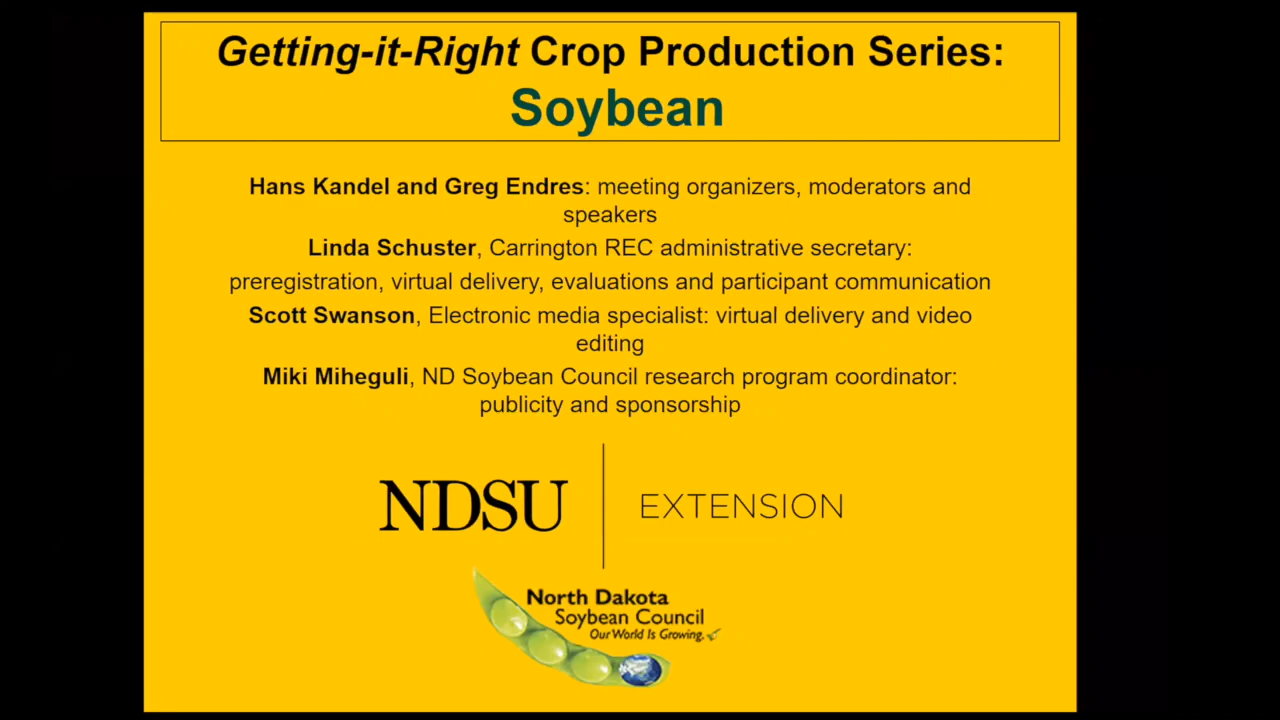 Getting-it-Right Crop Production Series:
Soybean
Hans Kandel and Greg Endres: meeting organizers, moderators and
speakers
Linda Schuster, Carrington REC administrative secretary:
preregistration, virtual delivery, evaluations and participant communication
Scott Swanson, Electronic media specialist: virtual delivery and video
editing
Miki Miheguli, ND Soybean Council research program coordinator:
publicity and sponsorship
NDSU EXTENSION
North Dakota
Soybean Council
Our World Is Growing.